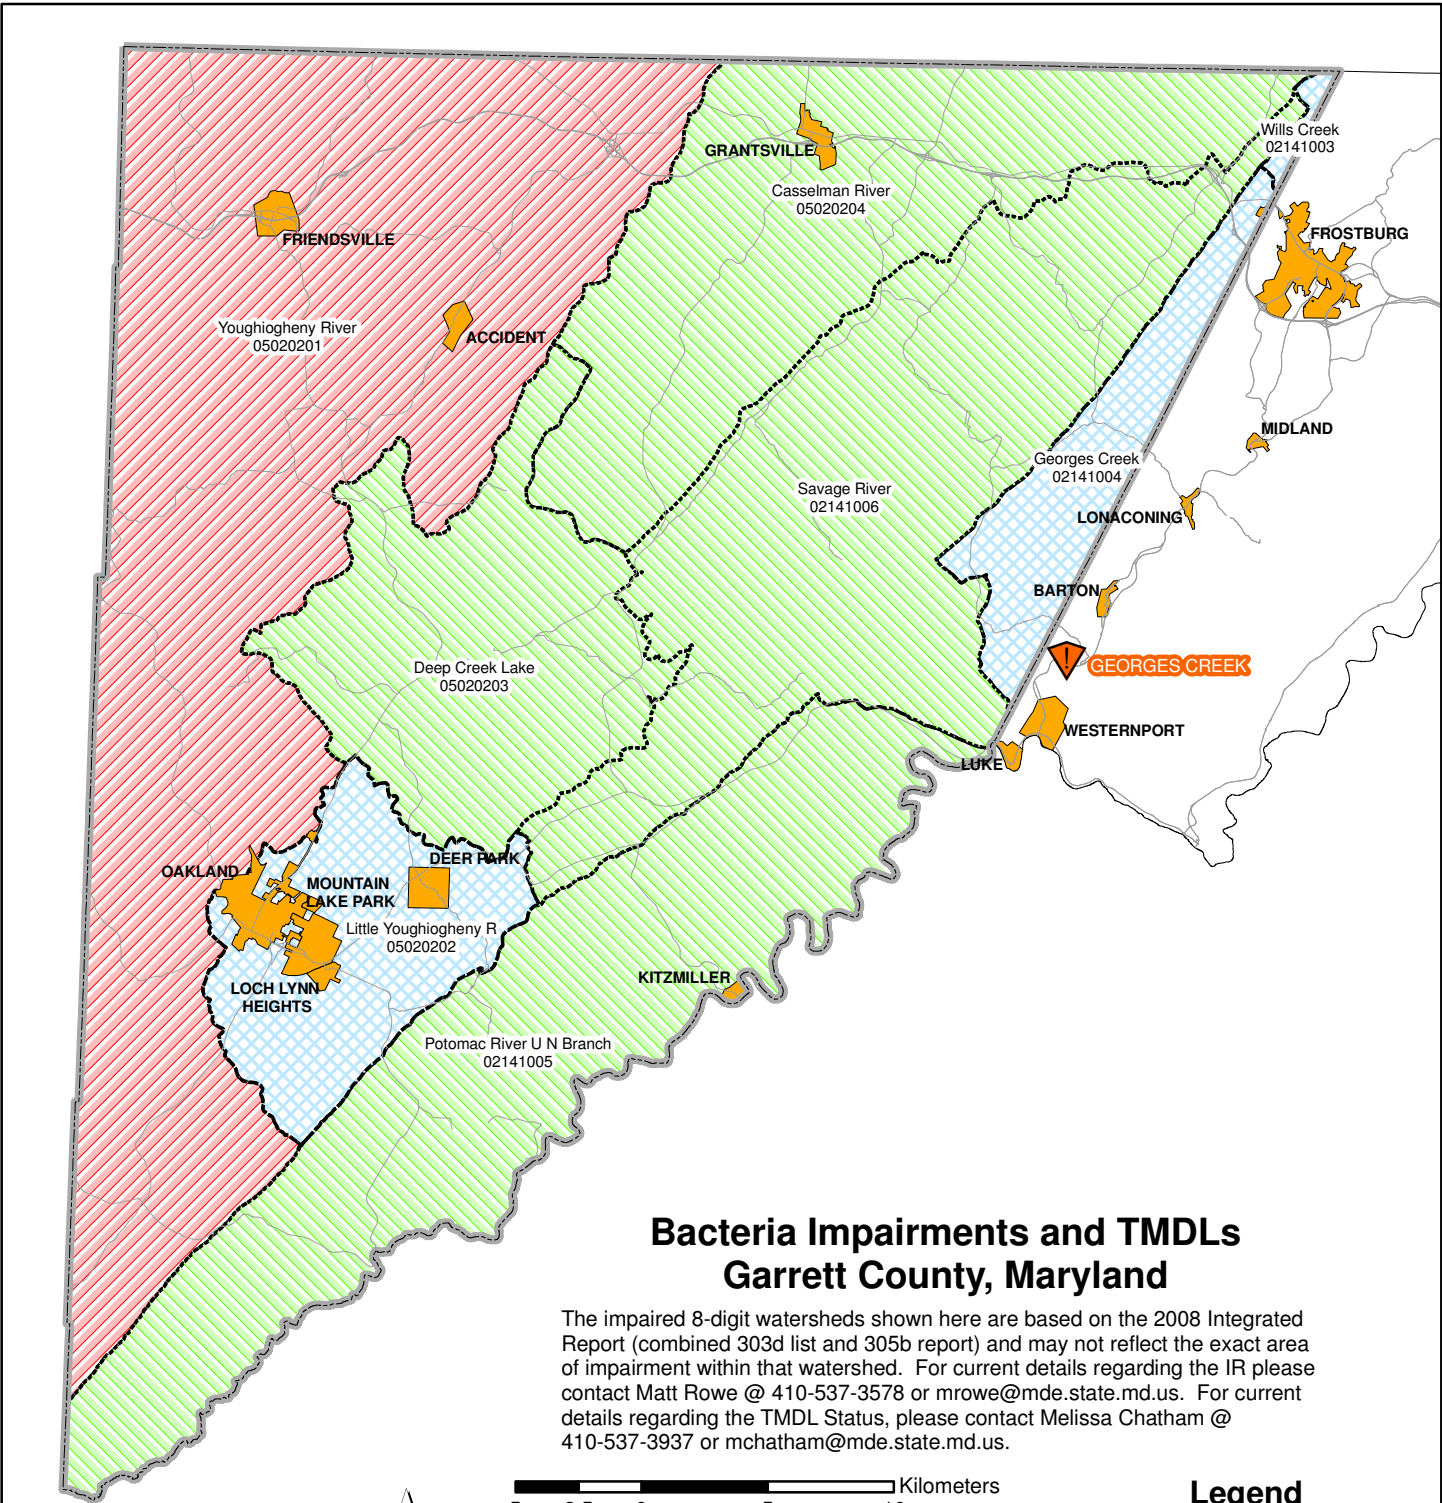 Wills Creek
02141003
GRANTSVILLE
Casselman River
05020204
FROSTBURG
FRIENDSVILLE
Youghiogheny River
05020201
ACCIDENT
MIDLAND
Georges Creek
02141004
Savage River
02141006
LONACONING
BARTON
GEORGES CREEK
Deep Creek Lake
05020203
WESTERNPORT
LUKE
DEER PARK
OAKLAND
MOUNTAIN
LAKE PARK
Little Youghiogheny R
05020202
KITZMILLER
LOCH LYNN
HEIGHTS
Potomac River U N Branch
02141005
Bacteria Impairments and TMDLs
Garrett County, Maryland
The impaired 8-digit watersheds shown here are based on the 2008 Integrated
Report (combined 303d list and 305b report) and may not reflect the exact area
of impairment within that watershed.  For current details regarding the IR please
contact Matt Rowe @ 410-537-3578 or mrowe@mde.state.md.us.  For current
details regarding the TMDL Status, please contact Melissa Chatham @
410-537-3937 or mchatham@mde.state.md.us.
Kilometers
Legend